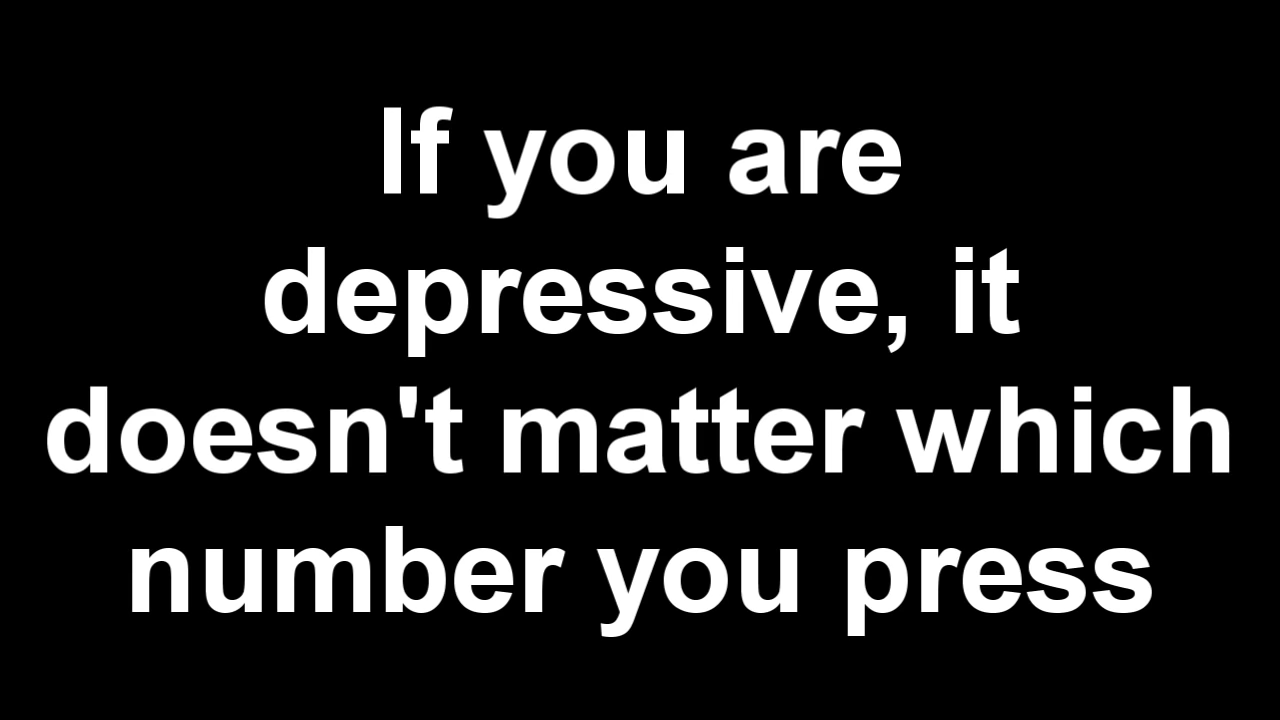 If you are
depressive, it
doesn't matter which
number you press